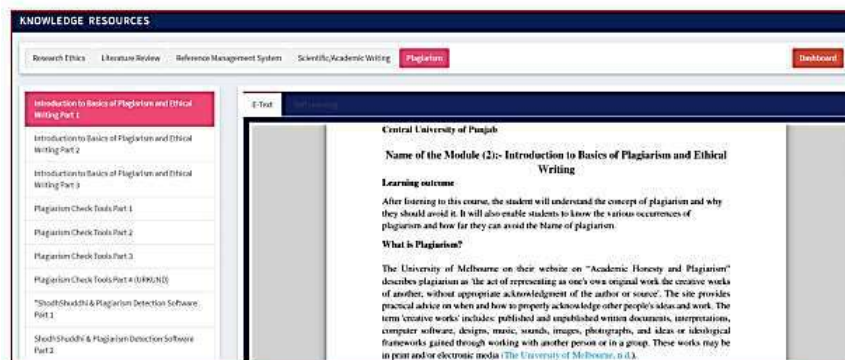 KNOWLEDGE RESOURCES
Research Ethics Literature Review Reference Management System Scientific/Academic Writing Plagiarism Dashboard
Introduction to Basics of Plagiarism and Ethical
Writing Part 1
Introduction to Basics of Plagiarism and Ethical
Writing Part 2
Introduction to Basics of Plagiarism and Ethical
Writing Part 3
Plagiarism Check Tools Part 1
Plagiarism Check Tools Part 2
Plagiarism Check Tools Part 3
Plagiarism Check Tools Part 4 (URKUND)
"ShodhShuddhi & Plagiarism Detection Software
Part 1
ShodhShuddhi & Plagiarism Detection Software
Part 2
E-Text
Central University of Punjab
Name of the Module (2):- Introduction to Basics of Plagiarism and Ethical
Writing
Learning outcome
After listening to this course, the student will understand the concept of plagiarism and why
they should avoid it. It will also enable students to know the various occurrences of
plagiarism and how far they can avoid the blame of plagiarism.
What is Plagiarism?
The University of Melbourne on their website on "Academic Honesty and Plagiarism"
describes plagiarism as 'the act of representing as one's own original work the creative works
of another, without appropriate acknowledgment of the author or source'. The site provides
practical advice on when and how to properly acknowledge other people's ideas and work. The
term 'creative works' includes: published and unpublished written documents, interpretations,
computer software, designs, music, sounds, images, photographs, and ideas or ideological
frameworks gained through working with another person or in a group. These works may be
in print and/or electronic media (The University of Melbourne, n.d.).